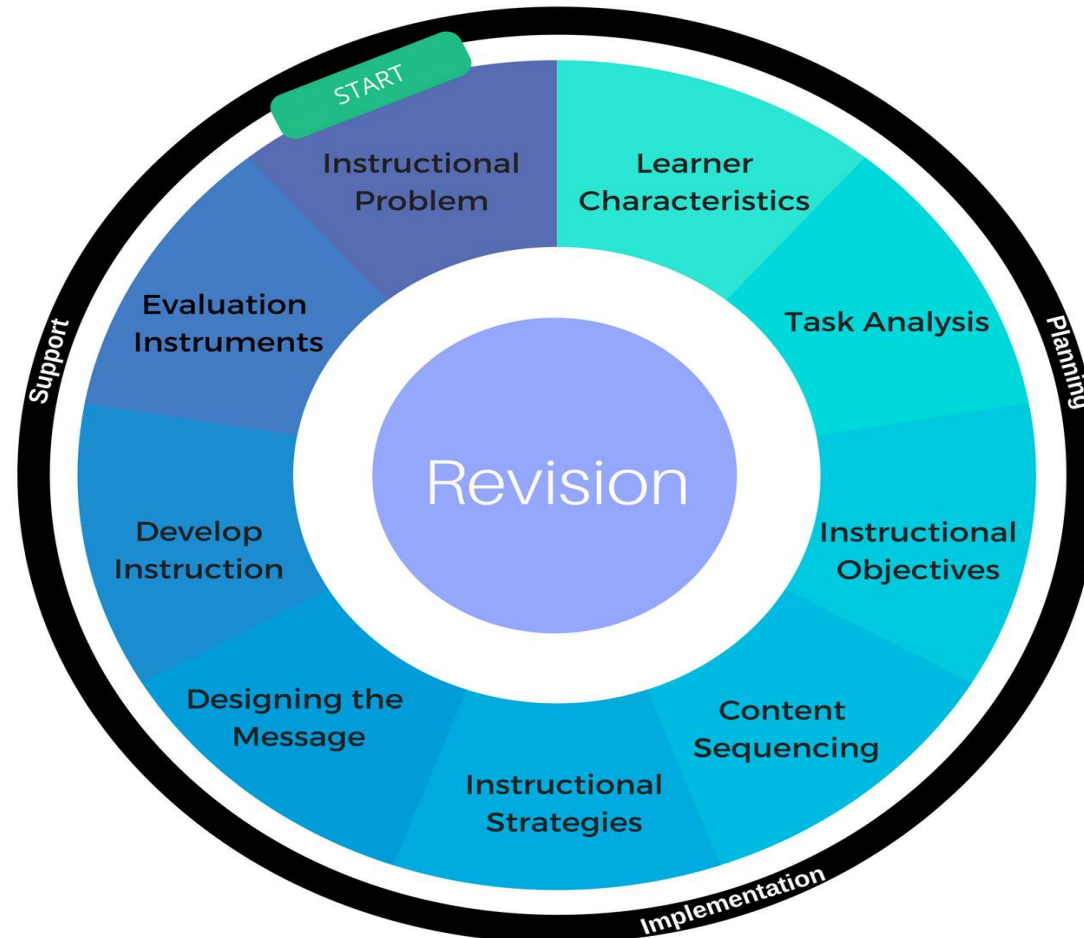 START
Instructional
Problem
Learner
Characteristics
Task Analysis
Planning
Instructional
Objectives
Content
Sequencing
Implementation
Instructional
Strategies
Designing the
Message
Develop
Instruction
Support
Evaluation
Instruments
Revision